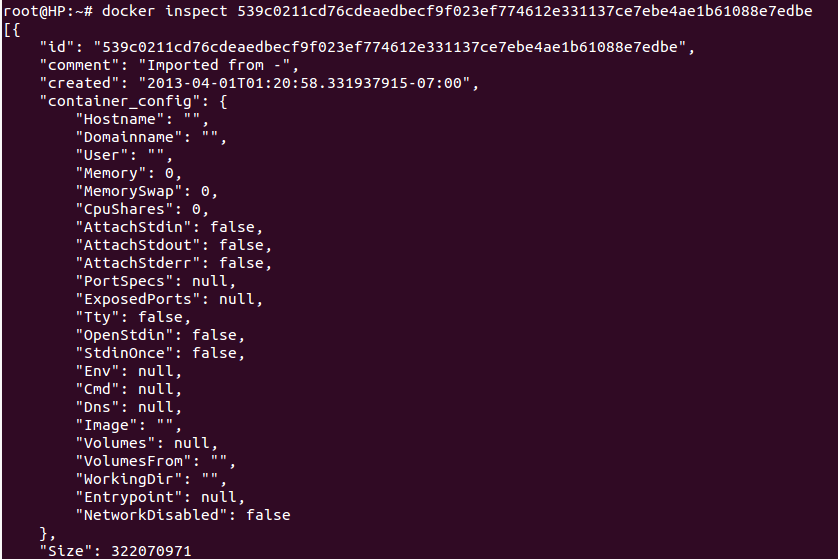 root@HP:~# docker inspect 539c0211cd76cdeaedbecf9f023ef774612e331137ce7ebe4ae1b61088e7edbe
[{
    "id": "539c0211cd76cdeaedbecf9f023ef774612e331137ce7ebe4ae1b61088e7edbe",
    "comment": "Imported from -",
    "created": "2013-04-01T01:20:58.331937915-07:00",
    "container_config": {
        "Hostname": "",
        "Domainname": "",
        "User": "",
        "Memory": 0,
        "MemorySwap": 0,
        "CpuShares": 0,
        "AttachStdin": false,
        "AttachStdout": false,
        "AttachStderr": false,
        "PortSpecs": null,
        "ExposedPorts": null,
        "Tty": false,
        "OpenStdin": false,
        "StdinOnce": false,
        "Env": null,
        "Cmd": null,
        "Dns": null,
        "Image": "",
        "Volumes": null,
        "VolumesFrom": "",
        "WorkingDir": "",
        "Entrypoint": null,
        "NetworkDisabled": false
    },
    "Size": 322070971